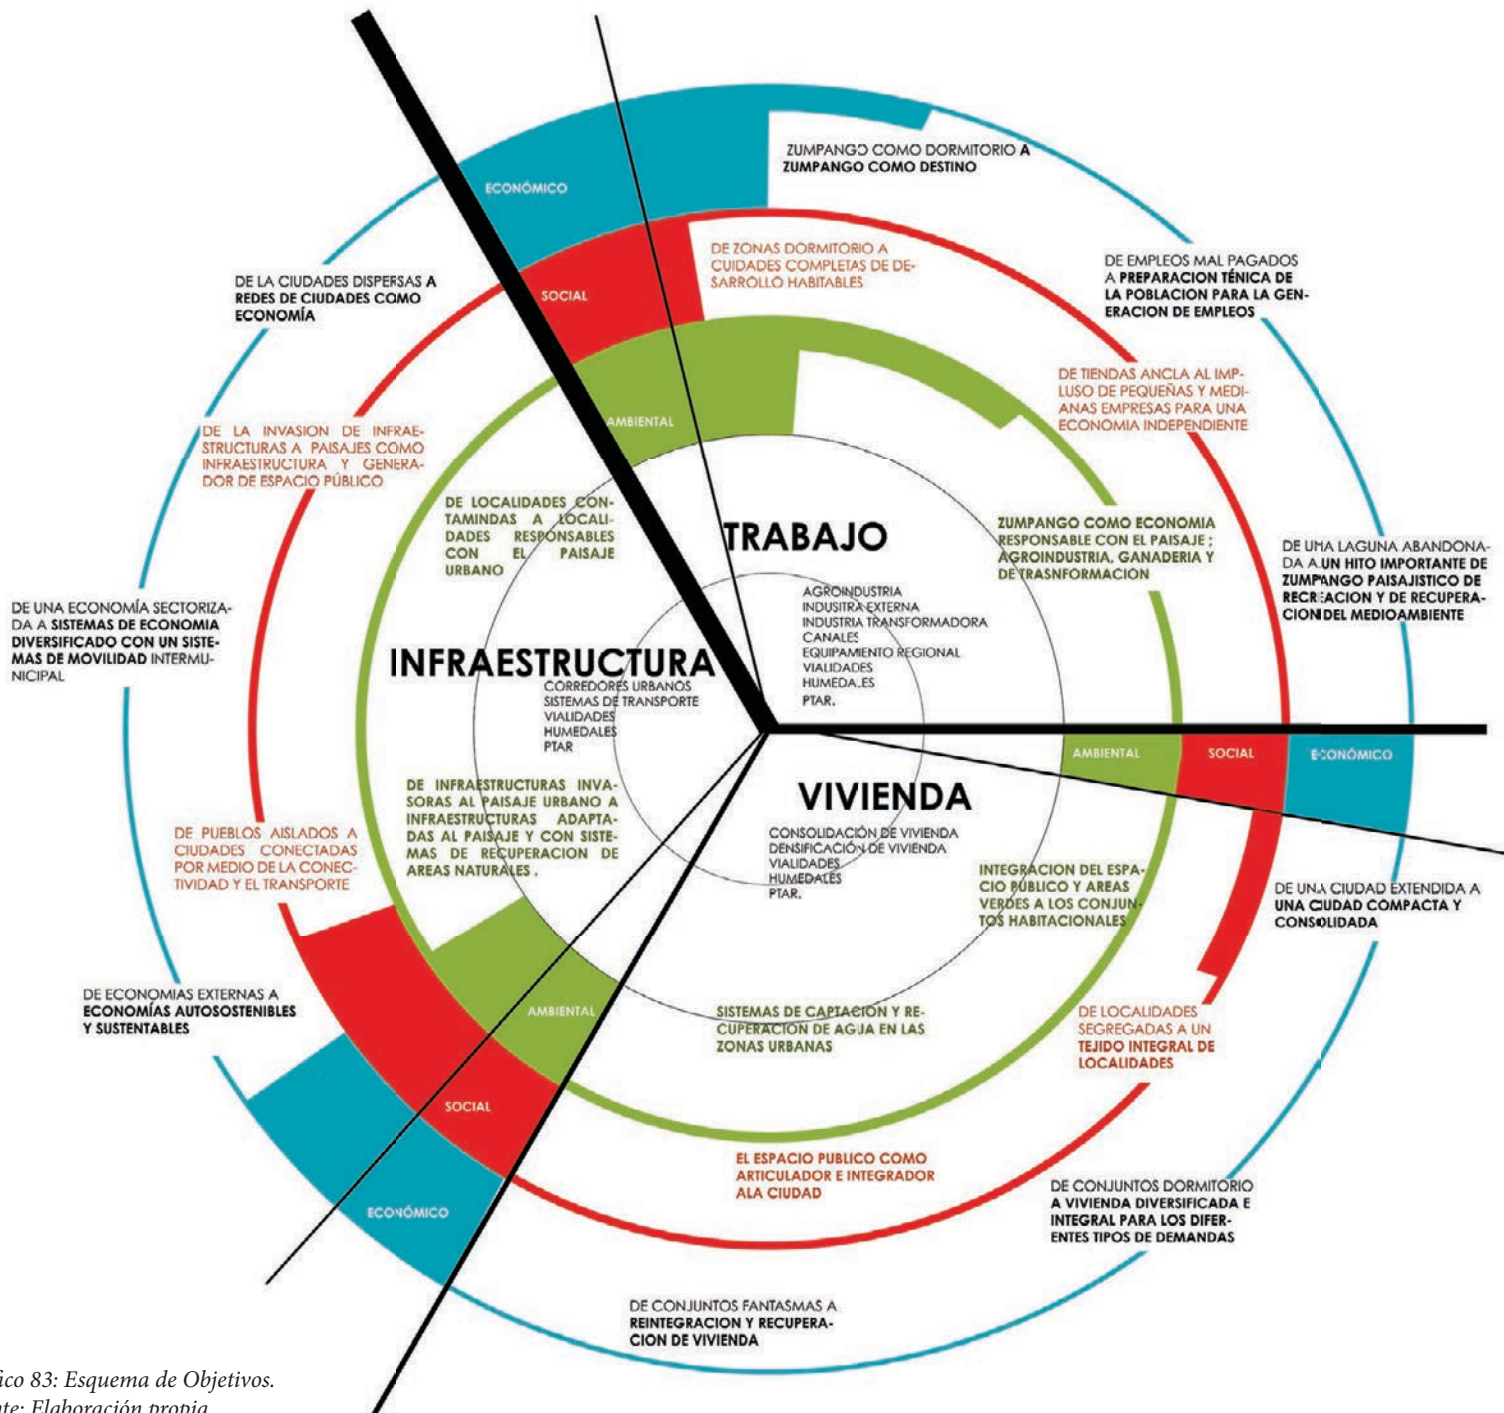 ECONÓMICO
ZUMPANGO COMO DORMITORIO A
ZUMPANGO COMO DESTINO
SOCIAL
DE ZONAS DORMITORIO A
CUIDADES COMPLETAS DE DE-
SARROLLO HABITABLES
DE EMPLEOS MAL PAGADOS
A PREPARACION TÉNICA DE
LA POBLACION PARA LA GEN-
ERACION DE EMPLEOS
DE LA CIUDADES DISPERSAS A
REDES DE CIUDADES COMO
ECONOMÍA
AMBIENTAL
DE TIENDAS ANCLA AL IMP-
LUSO DE PEQUEÑAS Y MEDI-
ANAS EMPRESAS PARA UNA
ECONOMIA INDEPENDIENTE
DE LA INVASION DE INFRAE-
STRUCTURAS A PAISAJES COMO
INFRAESTRUCTURA Y GENERA-
DOR DE ESPACIO PÚBLICO
DE LOCALIDADES CON-
TAMINDAS A LOCALI-
DADES RESPONSABLES
CON EL PAISAJE
URBANO
TRABAJO
AGROINDUSTRIA
INDUSITRA EXTERNA
INDUSTRIA TRANSFORMADORA
CANALES
EQUIPAMIENTO REGIONAL
VIALIDADES
HUMEDALES
PTAR.
ZUMPANGO COMO ECONOMIA
RESPONSABLE CON EL PAISAJE ;
AGROINDUSTRIA, GANADERIA Y
DE TRASNFORMACION
DE UNA LAGUNA ABANDONA-
DA A UN HITO IMPORTANTE DE
ZUMPANGO PAISAJISTICO DE
RECREACION Y DE RECUPERA-
CION DEL MEDIOAMBIENTE
DE UNA ECONOMÍA SECTORIZA-
DA A SISTEMAS DE ECONOMIA
DIVERSIFICADO CON UN SISTE-
MAS DE MOVILIDAD INTERMU-
NICIPAL
INFRAESTRUCTURA
CORREDORES URBANOS
SISTEMAS DE TRANSPORTE
VIALIDADES
HUMEDALES
PTAR
AMBIENTAL
SOCIAL
ECONÓMICO
VIVIENDA
CONSOLIDACIÓN DE VIVIENDA
DENSIFICACIÓN DE VIVIENDA
VIALIDADES
HUMEDALES
PTAR.
DE INFRAESTRUCTURAS INVA-
SORAS AL PAISAJE URBANO A
INFRAESTRUCTURAS ADAPTA-
DAS AL PAISAJE Y CON SISTE-
MAS DE RECUPERACION DE
AREAS NATURALES .
DE PUEBLOS AISLADOS A
CIUDADES CONECTADAS
POR MEDIO DE LA CONEC-
TIVIDAD Y EL TRANSPORTE
INTEGRACION DEL ESPA-
CIO PÚBLICO Y AREAS
VERDES A LOS CONJUN-
TOS HABITACIONALES
DE UNA CIUDAD EXTENDIDA A
UNA CIUDAD COMPACTA Y
CONSOLIDADA
DE ECONOMIAS EXTERNAS A
ECONOMÍAS AUTOSOSTENIBLES
Y SUSTENTABLES
AMBIENTAL
SISTEMAS DE CAPTACION Y RE-
CUPERACION DE AGUA EN LAS
ZONAS URBANAS
DE LOCALIDADES
SEGREGADAS A UN
TEJIDO INTEGRAL DE
LOCALIDADES
SOCIAL
EL ESPACIO PUBLICO COMO
ARTICULADOR E INTEGRADOR
ALA CIUDAD
ECONÓMICO
DE CONJUNTOS DORMITORIO
A VIVIENDA DIVERSIFICADA E
INTEGRAL PARA LOS DIFER-
ENTES TIPOS DE DEMANDAS
DE CONJUNTOS FANTASMAS A
REINTEGRACION Y RECUPERA-
CION DE VIVIENDA
fico 83: Esquema de Objetivos.
te: Elaboración propia